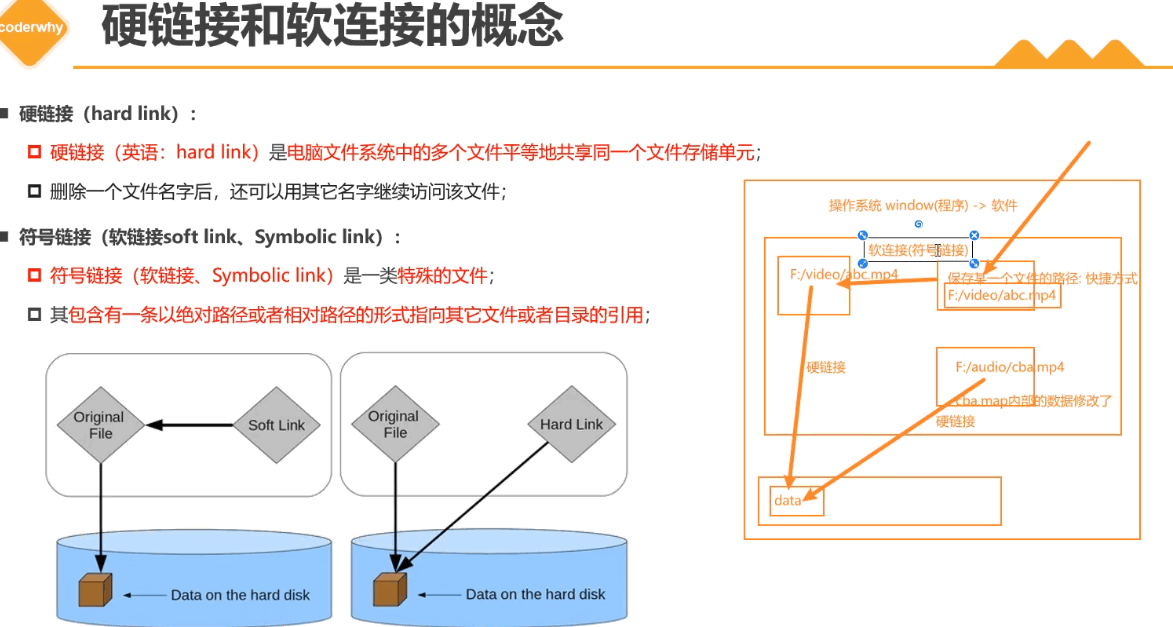 coderwhy
硬链接和软连接的概念
硬链接（hard link）:
硬链接（英语：hard link）是电脑文件系统中的多个文件平等地共享同一个文件存储单元;
删除一个文件名字后，还可以用其它名字继续访问该文件;
符号链接（软链接soft link、Symbolic link）:
符号链接（软链接、Symbolic link）是一类特殊的文件;
其包含有一条以绝对路径或者相对路径的形式指向其它文件或者目录的引用;
Original
File
Soft Link
Data on the hard disk
Original
File
Hard Link
Data on the hard disk
操作系统 window(程序) -> 软件
软连接(符号链接)
F:/video/abc.mp4
保存某一个文件的路径: 快捷方式
F:/video/abc.mp4
硬链接
F:/audio/cba.mp4
cba.map内部的数据修改了
硬链接
data